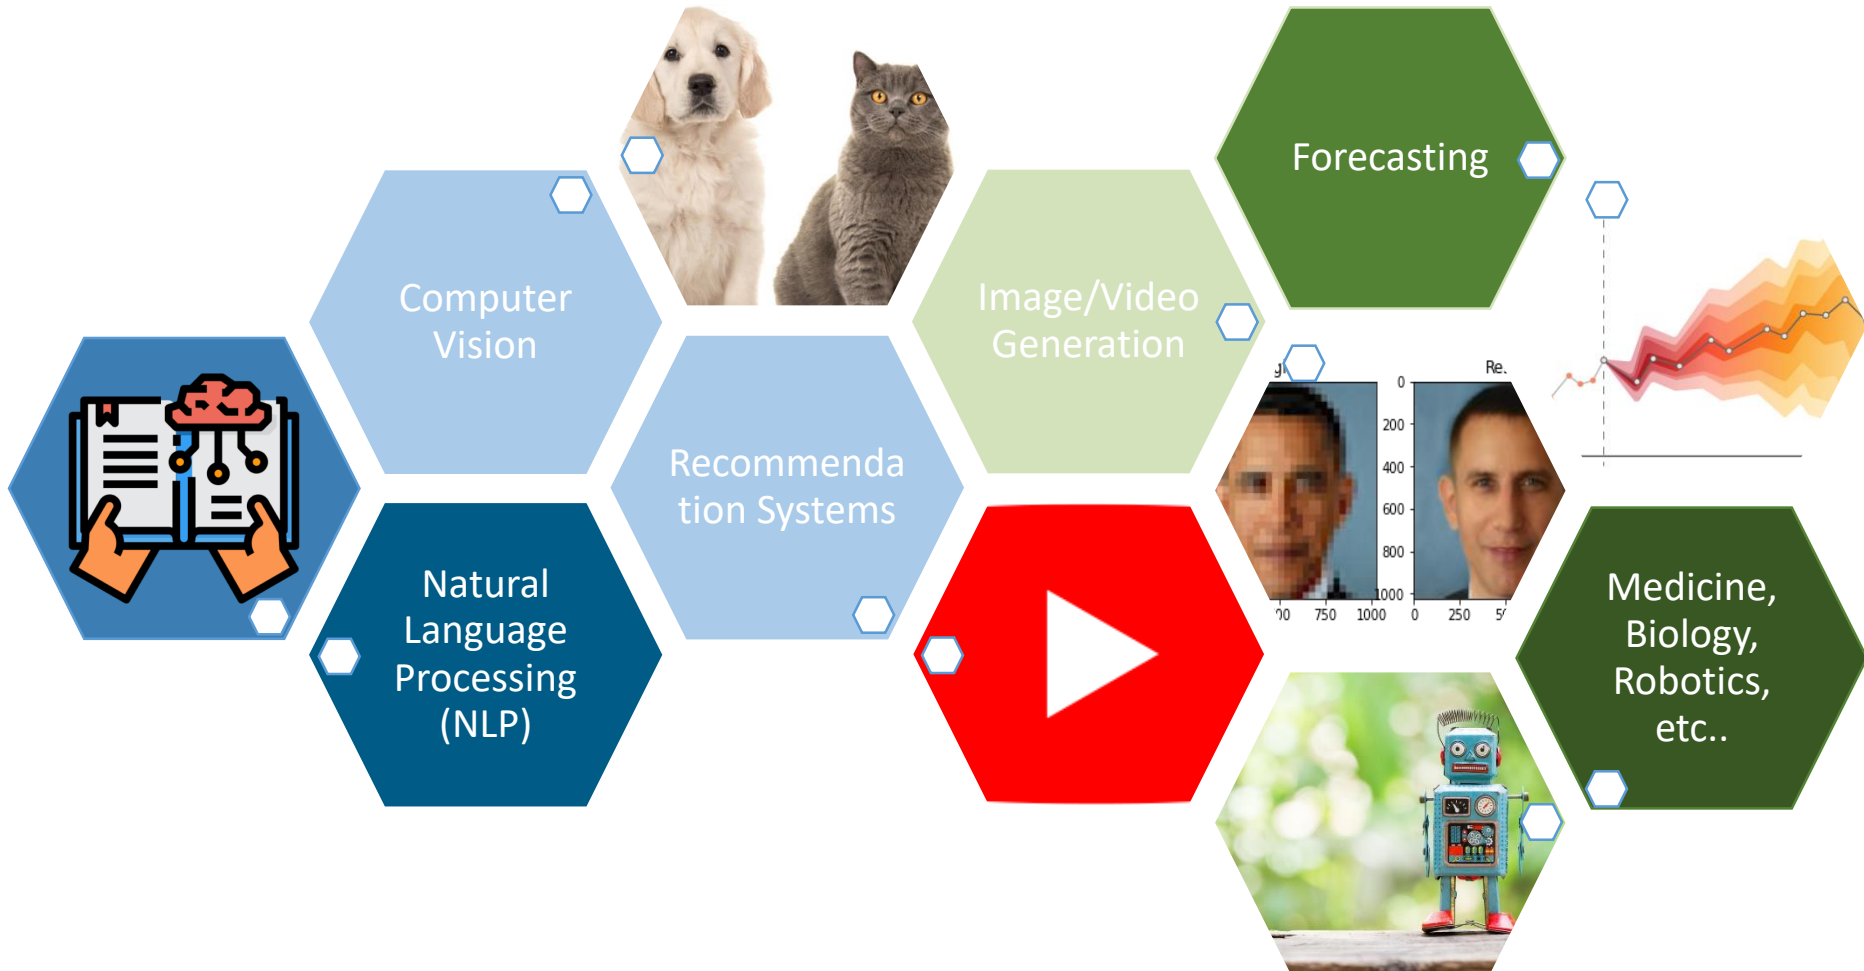 Forecasting
Computer
Vision
Image/Video
Generation
Recommenda
tion Systems
Natural
Language
Processing
(NLP)
0
200
400
600
800
1000
750
1000
0
250
Medicine,
Biology,
Robotics,
etc..